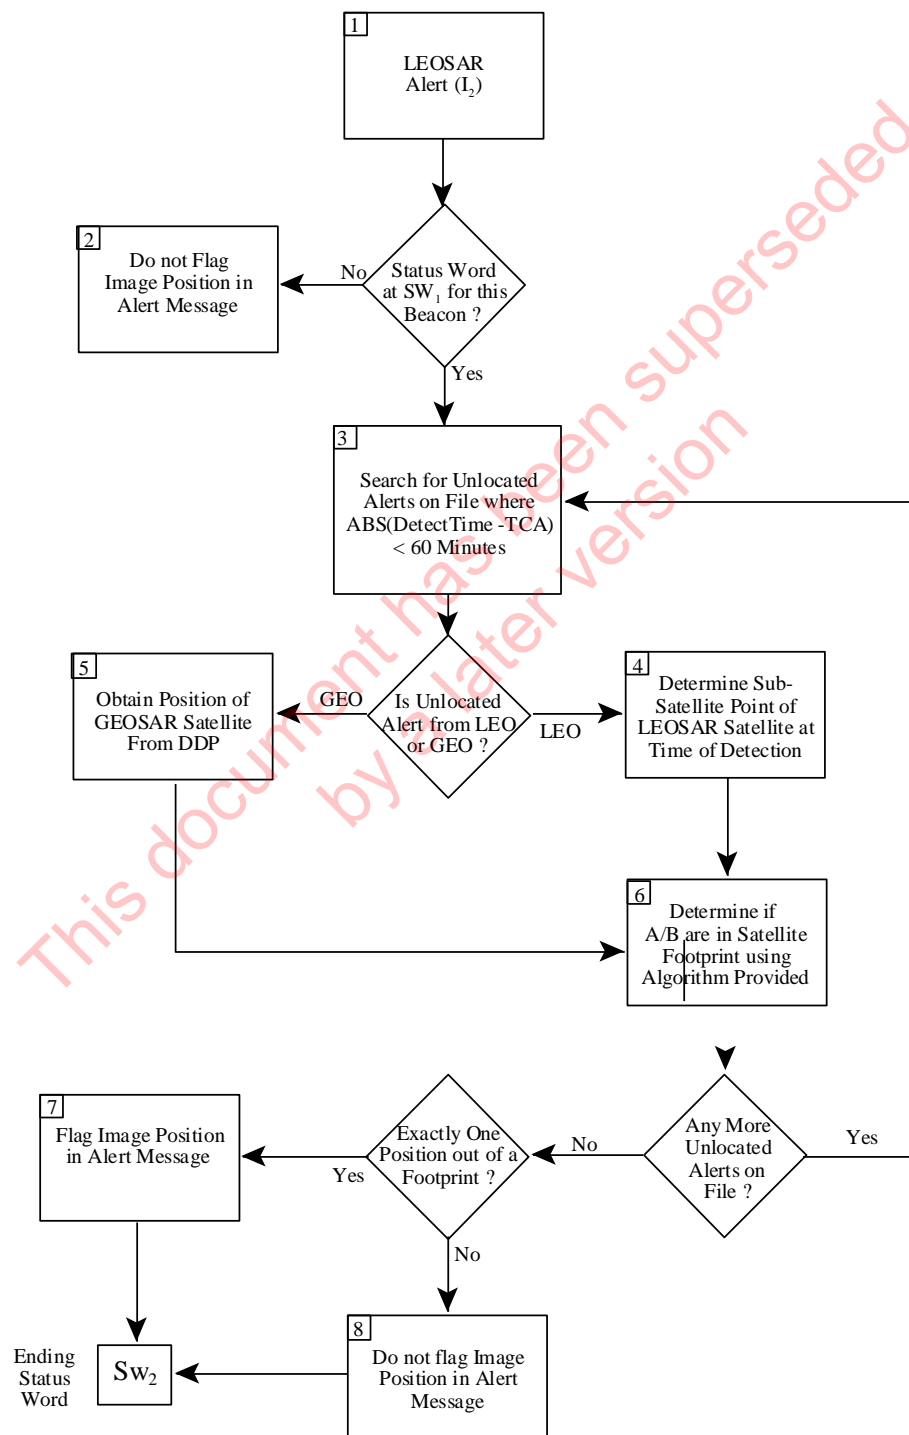 1
LEOSAR
Alert (I₂)
2
Do not Flag
Image Position in
Alert Message
No
Status Word
at SW₁ for this
Beacon ?
Yes
3
Search for Unlocated
Alerts on File where
ABS(DetectTime -TCA)
< 60 Minutes
5
Obtain Position of
GEOSAR Satellite
From DDP
GEO
Is Unlocated
Alert from LEO
or GEO ?
LEO
4
Determine Sub-
Satellite Point of
LEOSAR Satellite at
Time of Detection
6
Determine if
A/B are in Satellite
Footprint using
Algorithm Provided
7
Flag Image Position
in Alert Message
Yes
Exactly One
Position out of a
Footprint ?
No
Any More
Unlocated
Alerts on
File ?
Yes
No
8
Do not flag Image
Position in Alert
Message
Ending
Status
Word
Sw₂
This document has been superseded
by a later version